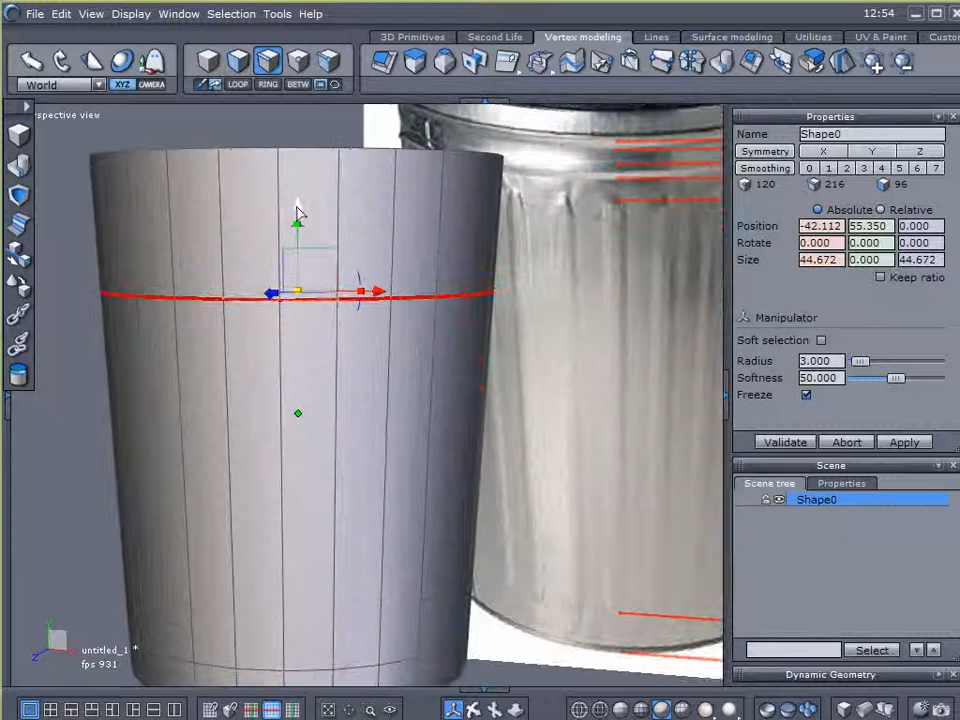 File Edit View Display Window Selection Tools Help 12:54
3D Primitives Second Life Vertex modeling Lines Surface modeling Utilities UV & Paint Custo
World XYZ CAMERA LOOP RING BETW
spective view
Properties
Name Shape0
Symmetry X Y Z
Smoothing 0 1 2 3 4 5 6 7
120 216 96
Absolute Relative
Position -42.112 55.350 0.000
Rotate 0.000 0.000 0.000
Size 44.672 0.000 44.672
Keep ratio
Manipulator
Soft selection
Radius 3.000
Softness 50.000
Freeze
Validate Abort Apply
Scene
Scene tree Properties
Shape0
Y
Z
untitled_1 *
fps 931
Select
Dynamic Geometry